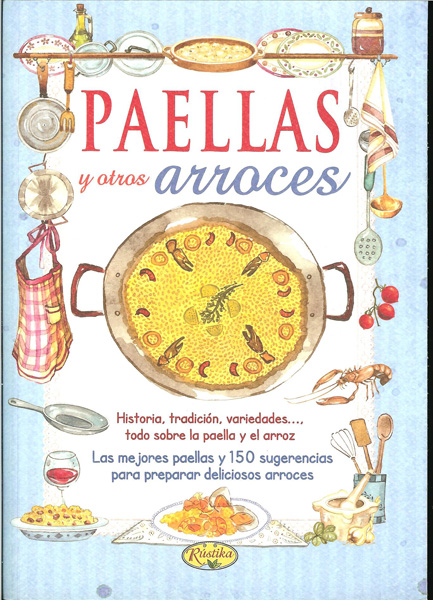 PAELLAS
y otros arroces
Historia, tradición, variedades...,
todo sobre la paella y el arroz
Las mejores paellas y 150 sugerencias
para preparar deliciosos arroces
Rústika